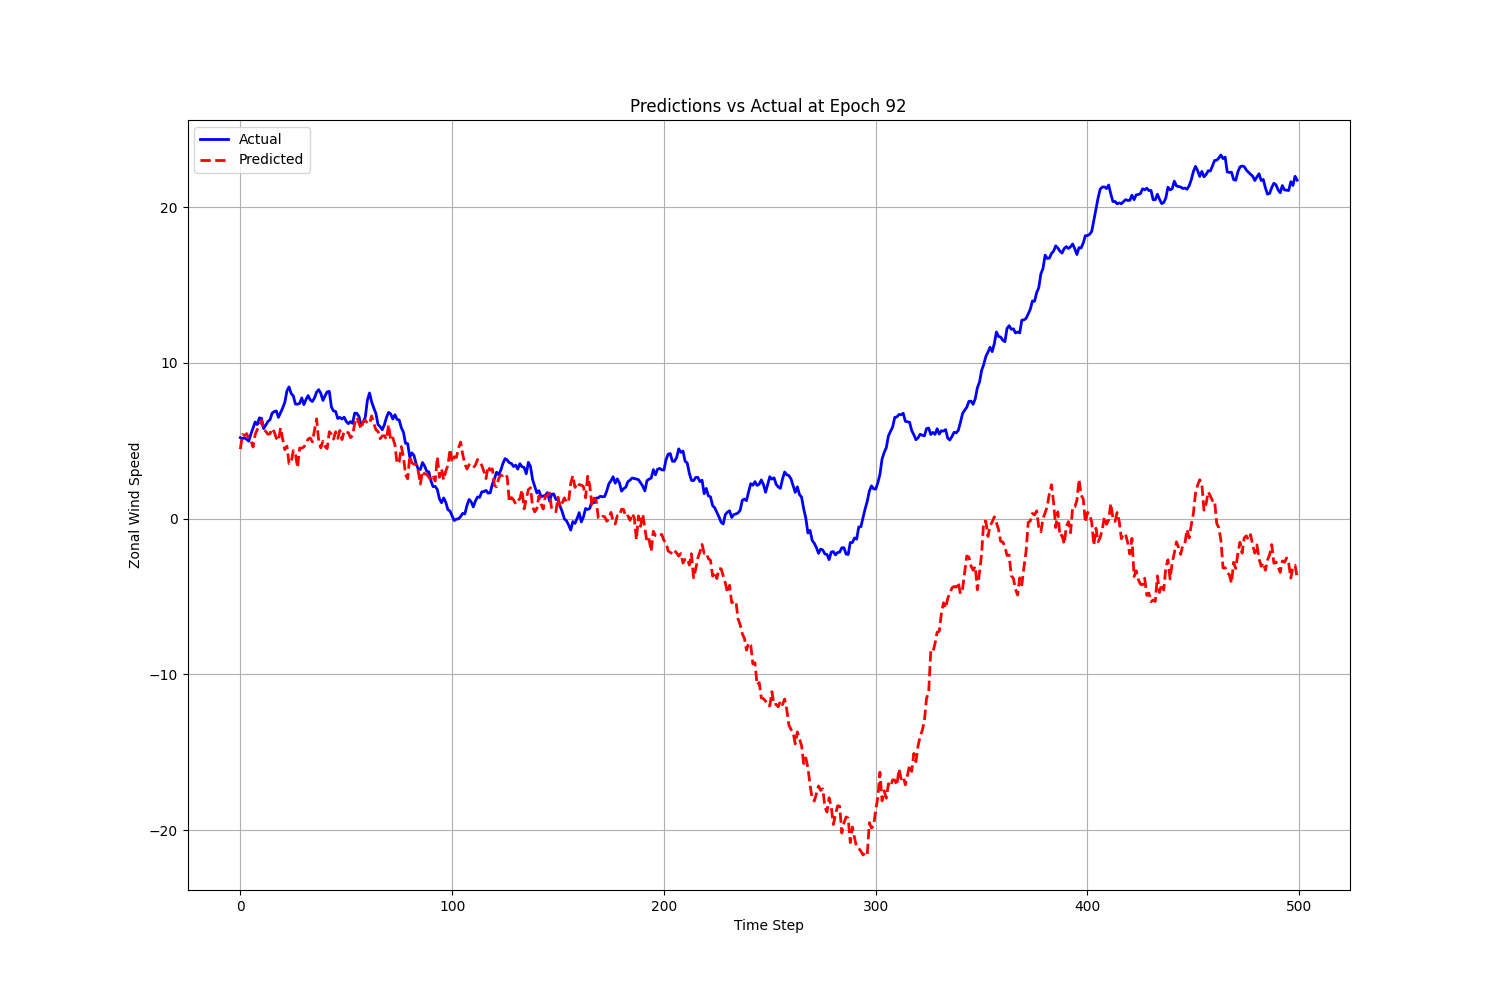 Predictions vs Actual at Epoch 92
Actual
Predicted
Zonal Wind Speed
20
10
0
−10
−20
0 100 200 300 400 500
Time Step